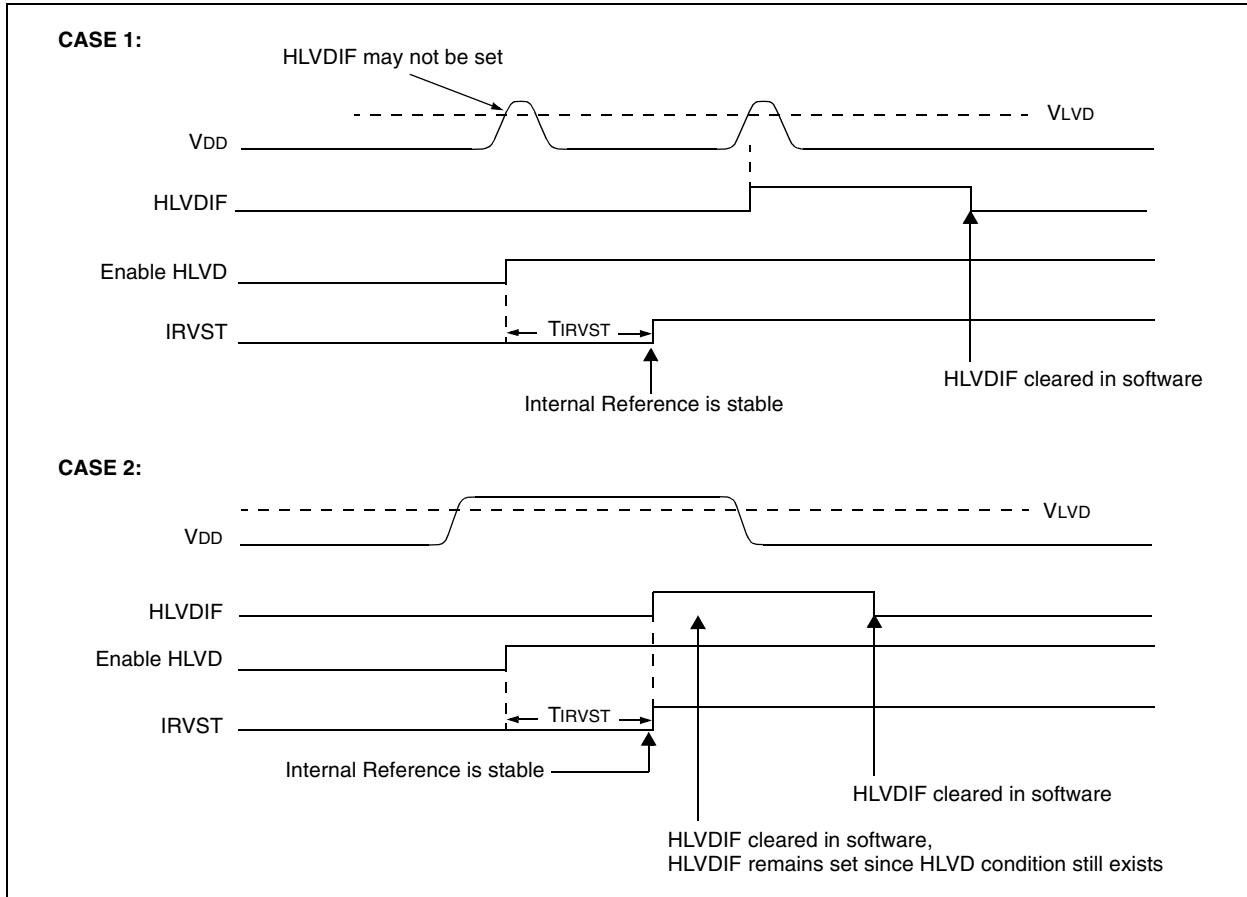 CASE 1:
HLVDIF may not be set
VLVD
VDD
HLVDIF
Enable HLVD
IRVST
TIRVST
HLVDIF cleared in software
Internal Reference is stable
CASE 2:
VLVD
VDD
HLVDIF
Enable HLVD
TIRVST
IRVST
Internal Reference is stable
HLVDIF cleared in software
HLVDIF cleared in software,
HLVDIF remains set since HLVD condition still exists